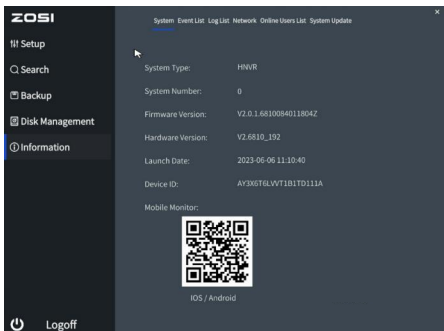 ZOSI
System Event List Log List Network Online Users List System Update
Setup
Search
Backup
Disk Management
Information
System Type: HNVR
System Number: 0
Firmware Version: V2.0.1.6810084011804Z
Hardware Version: V2.6810_192
Launch Date: 2023-06-06 11:10:40
Device ID: AY3X6T6LVVT1B1TD111A
Mobile Monitor:
IOS / Android
Logoff